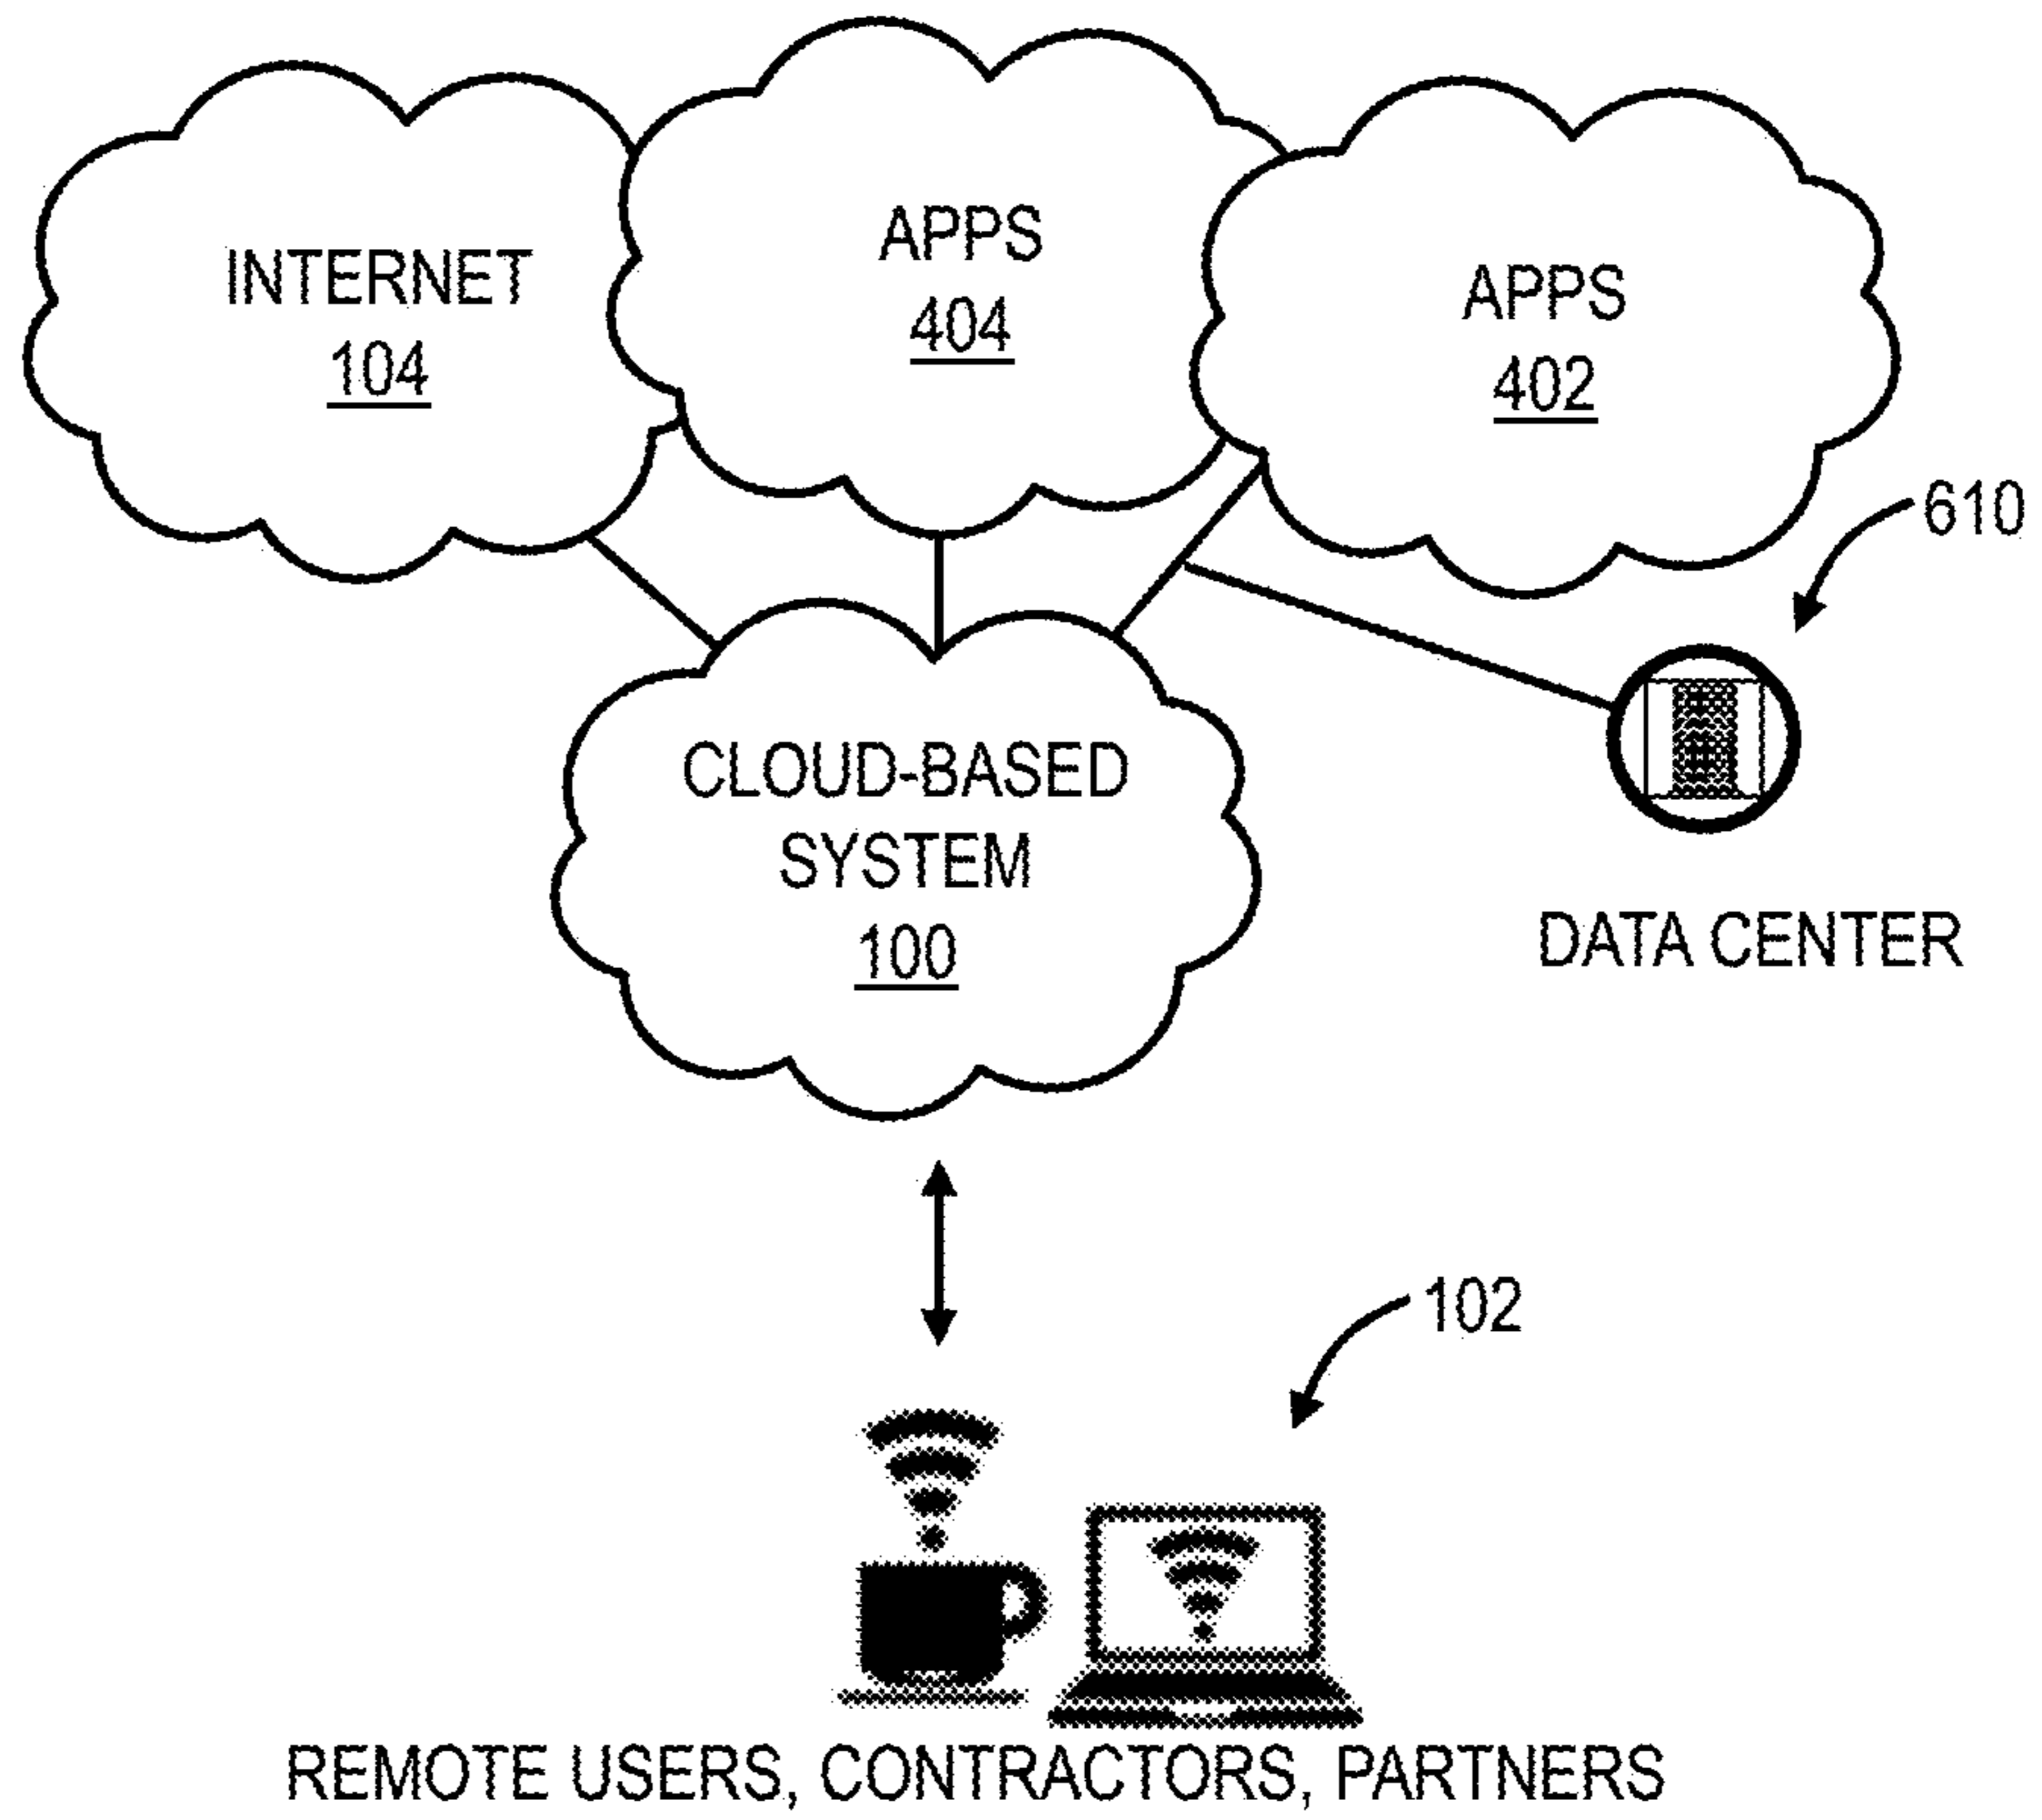 INTERNET
104
APPS
404
APPS
402
610
CLOUD-BASED
SYSTEM
100
DATA CENTER
102
REMOTE USERS, CONTRACTORS, PARTNERS